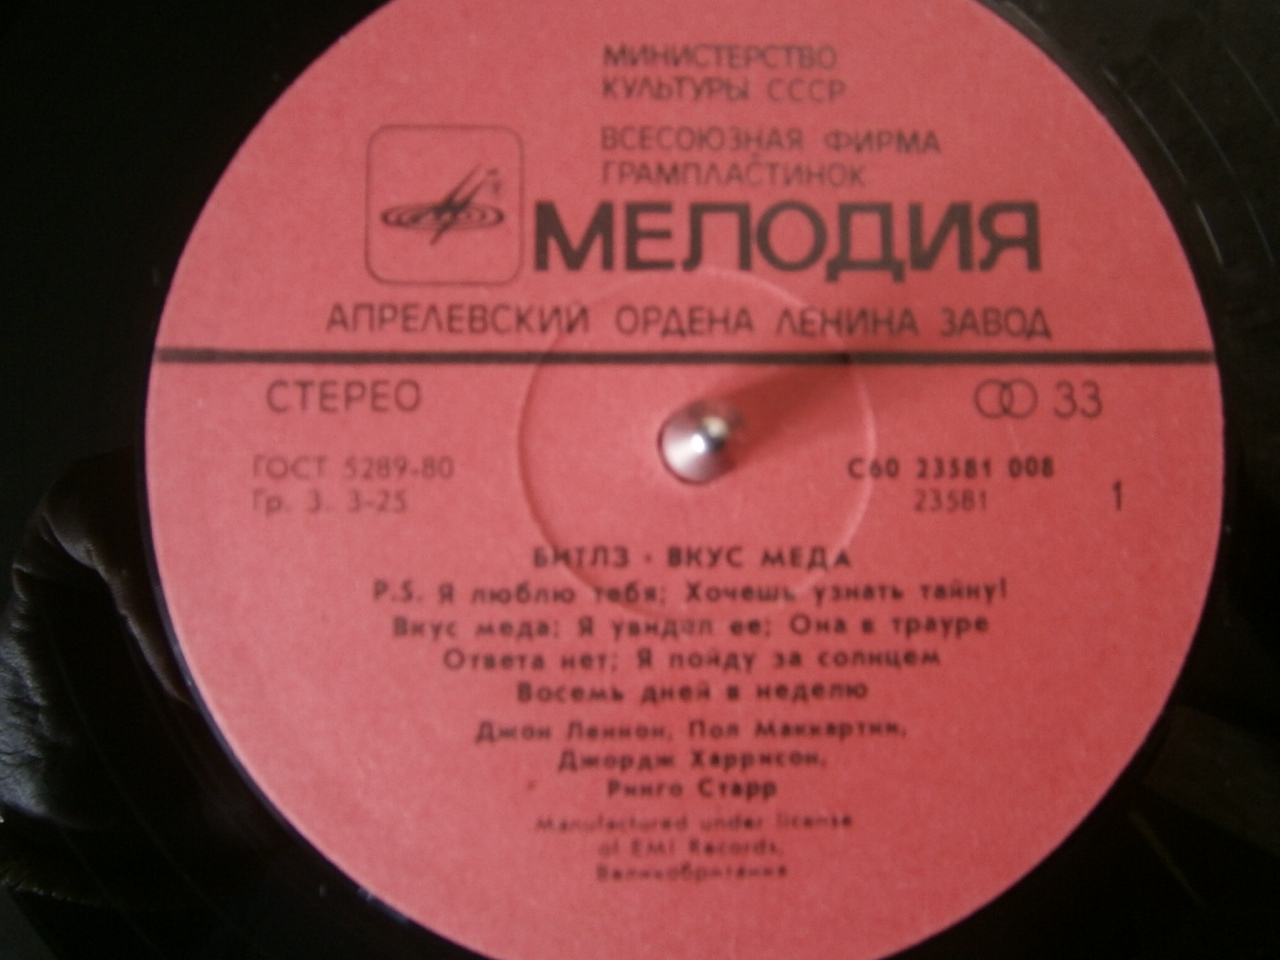 МИНИСТЕРСТВО
КУЛЬТУРЫ СССР
ВСЕСОЮЗНАЯ ФИРМА
ГРАМПЛАСТИНОК
МЕЛОДИЯ
АПРЕЛЕВСКИЙ ОРДЕНА ЛЕНИНА ЗАВОД
СТЕРЕО 33
ГОСТ 5289-80 С60 23581 008
Гр. 3. 3-25 23581 1
БИТЛЗ · ВКУС МЕДА
P.S. Я люблю тебя; Хочешь узнать тайну!
Вкус меда; Я увидел ее; Она в трауре
Ответа нет; Я пойду за солнцем
Восемь дней в неделю
Джон Леннон, Пол Маккартни,
Джордж Харрисон,
Ринго Старр
Manufactured under license
of EMI Records,
Великобритания